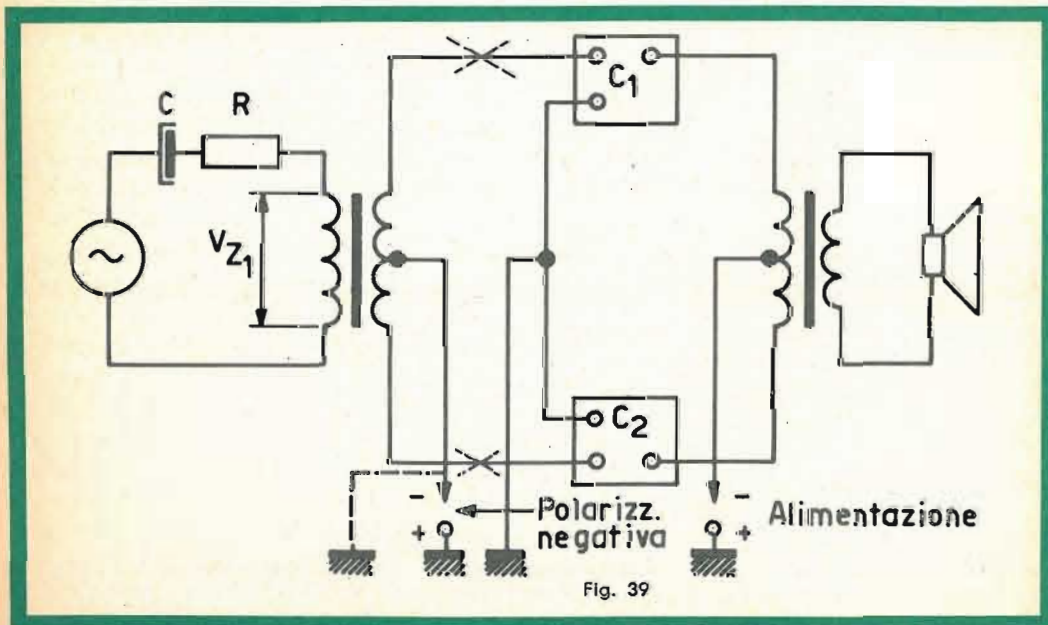 C R
C1
VZ1
C2
-
+
Polarizz.
negativa
-
+
Alimentazione
Fig. 39